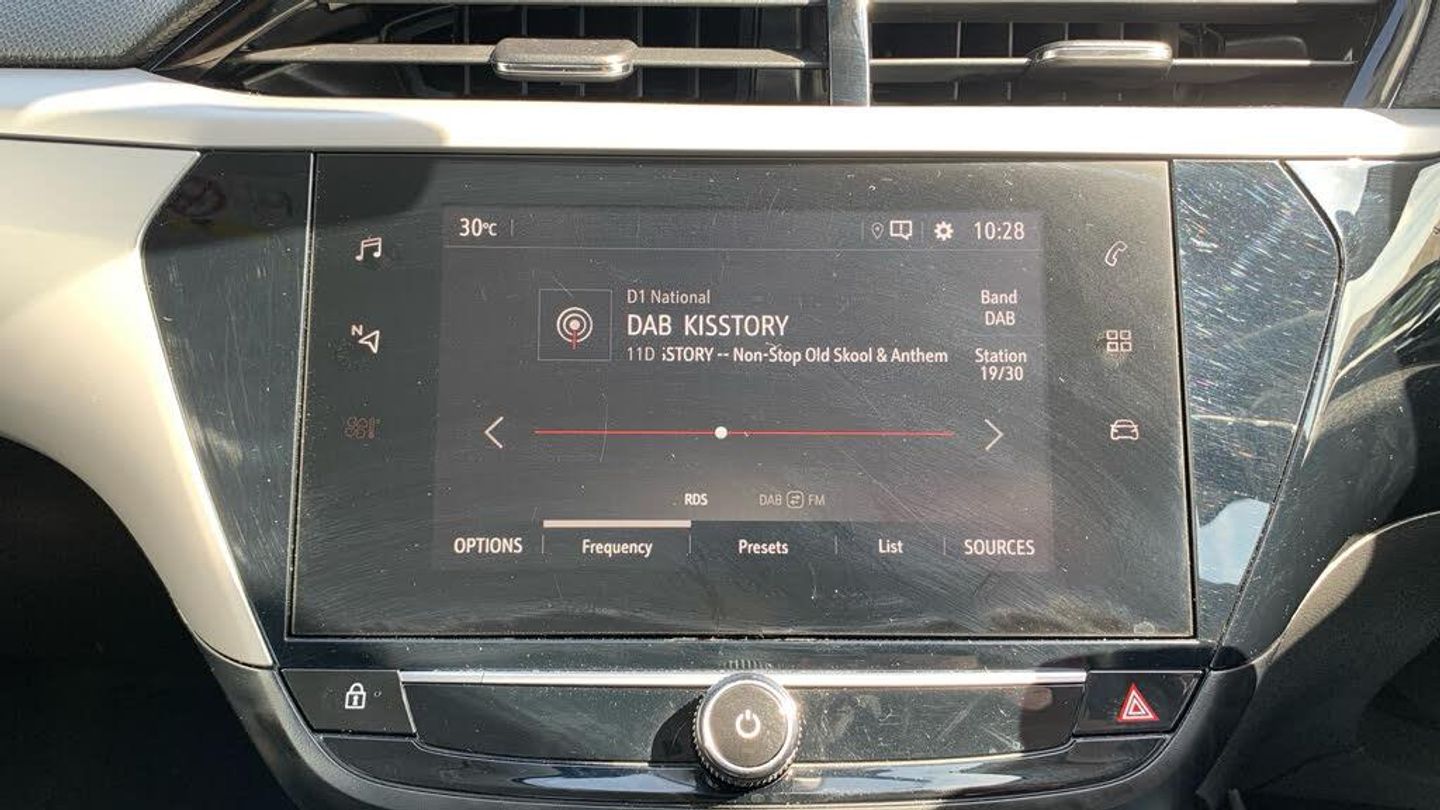 30°C
10:28
N
D1 National
DAB KISSTORY
11D iSTORY -- Non-Stop Old Skool & Anthem
Band
DAB
Station
19/30
RDS
DAB FM
OPTIONS
Frequency
Presets
List
SOURCES